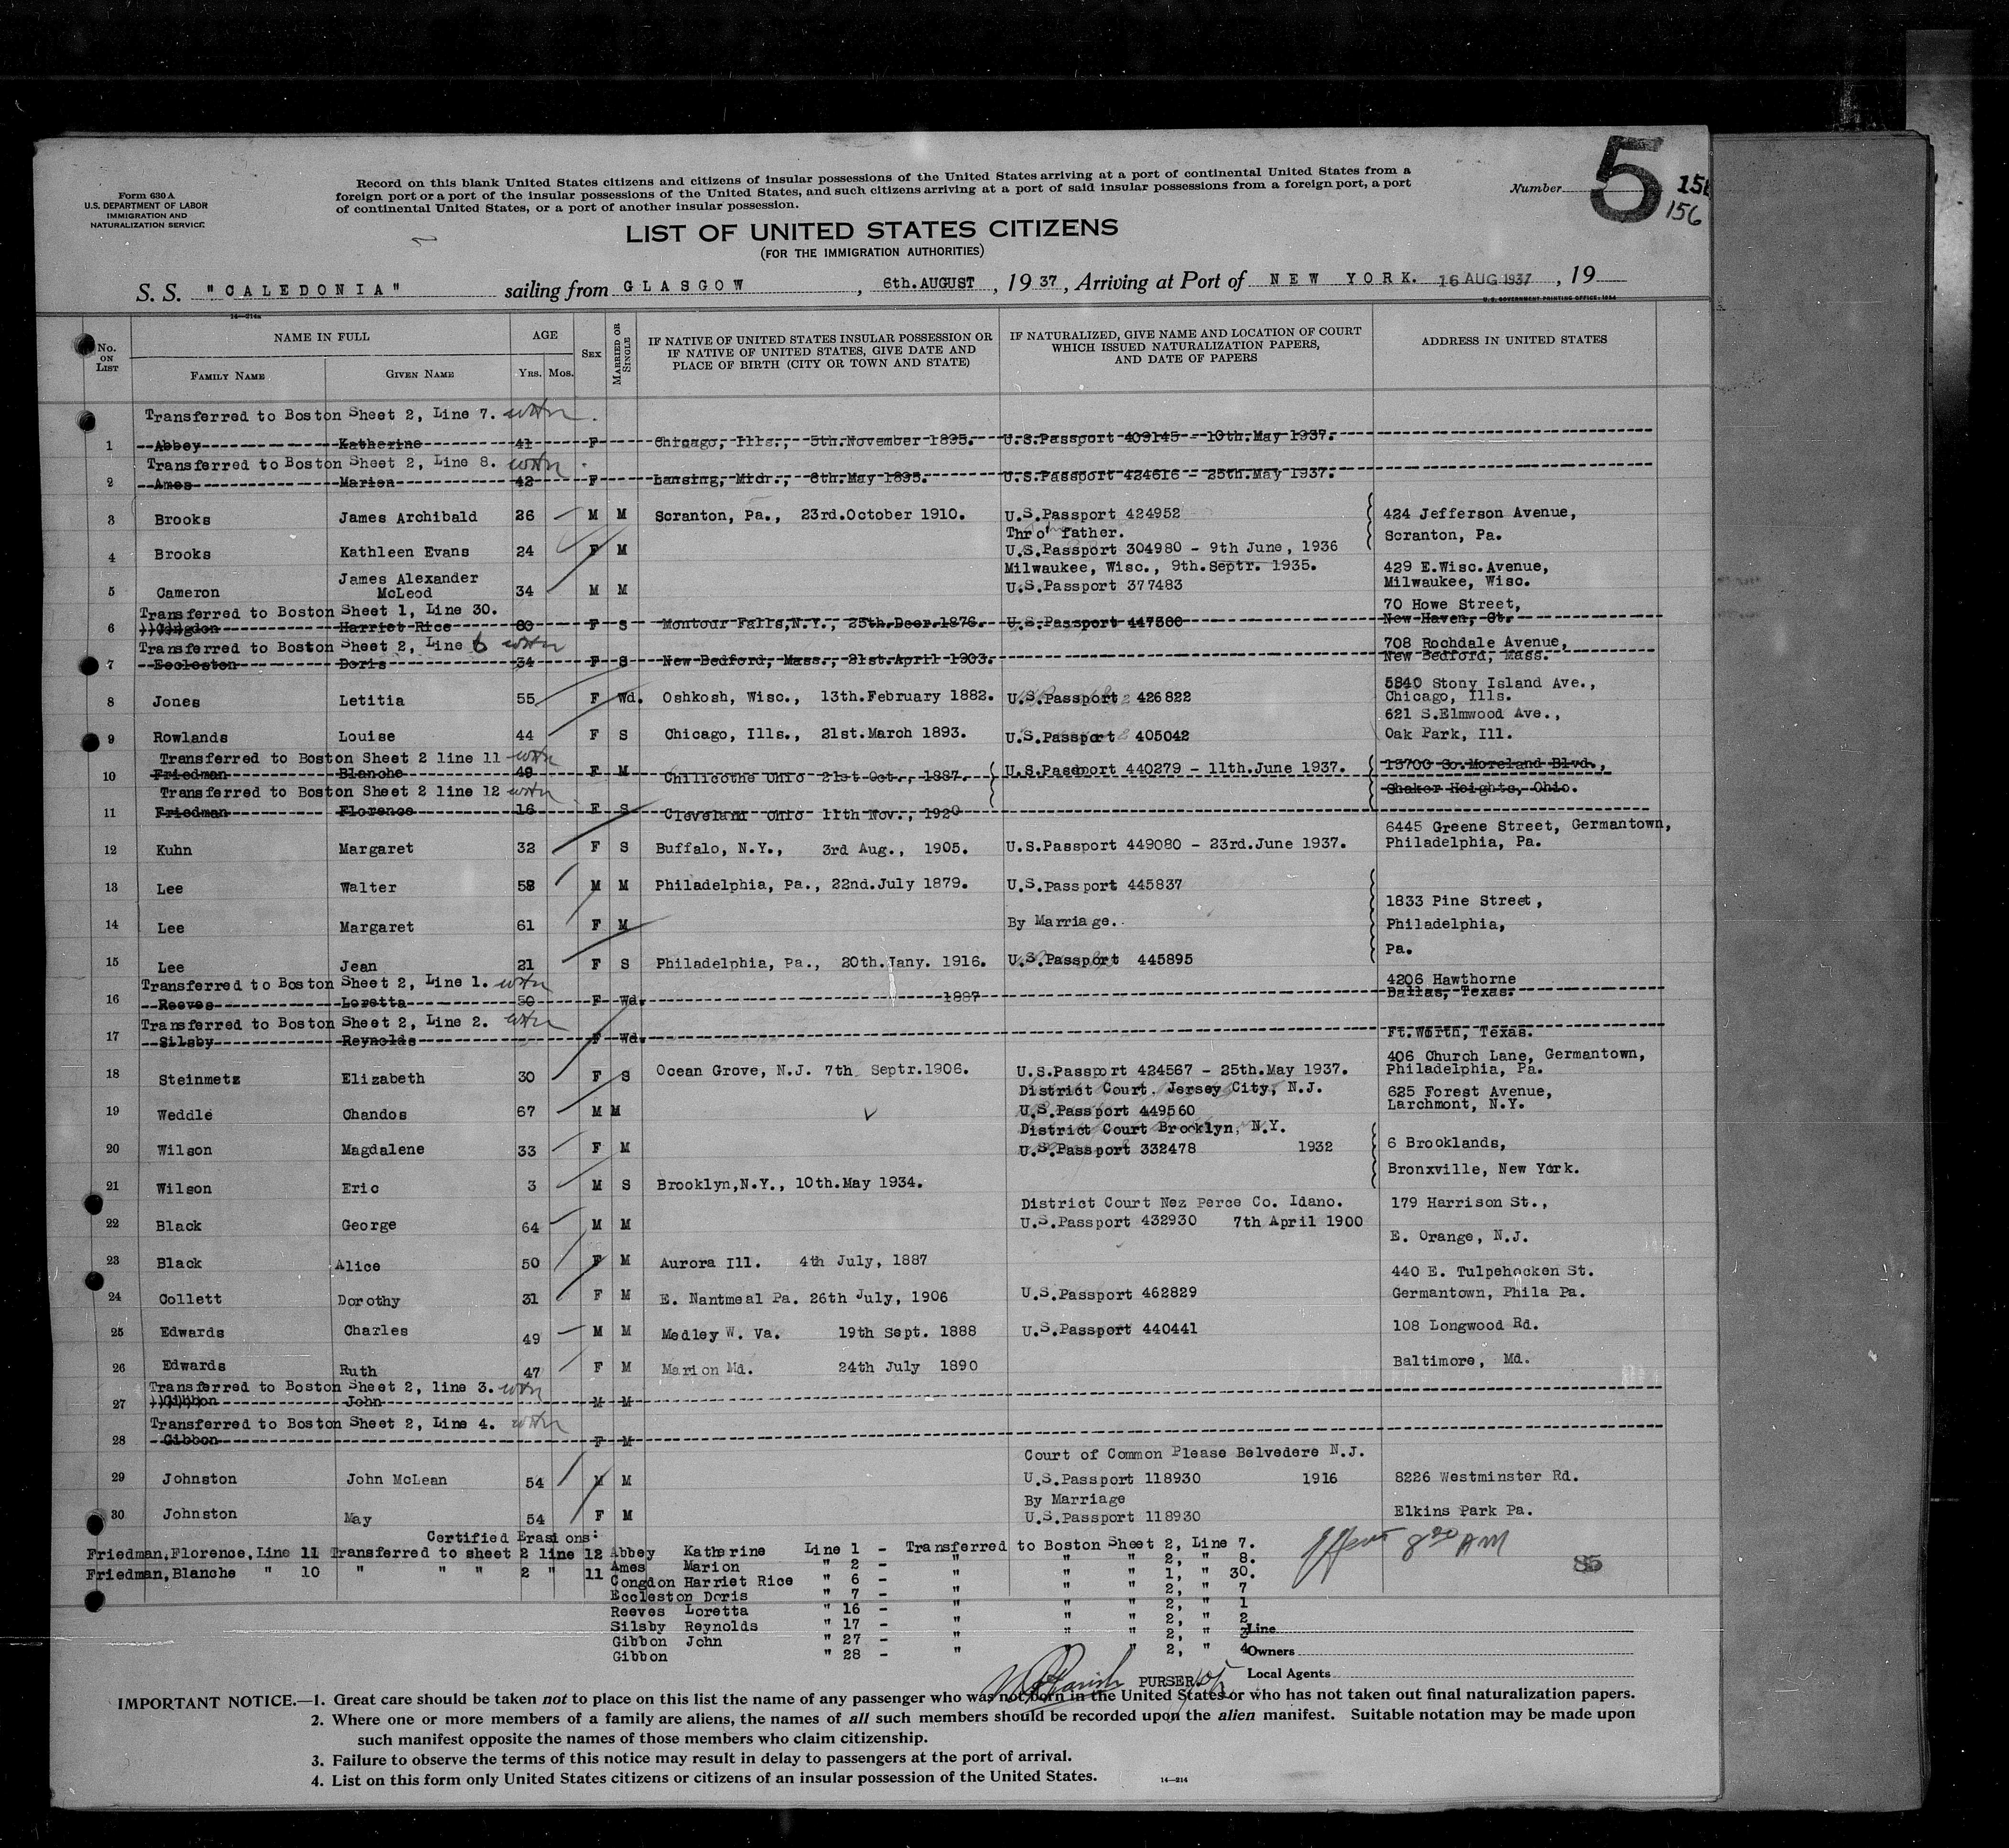 Form 630 A
U.S. DEPARTMENT OF LABOR
IMMIGRATION AND
NATURALIZATION SERVICE
Record on this blank United States citizens and citizens of insular possessions of the United States arriving at a port of continental United States from a
foreign port or a port of the insular possessions of the United States, and such citizens arriving at a port of said insular possessions from a foreign port, a port
of continental United States, or a port of another insular possession.
Number 5
156
LIST OF UNITED STATES CITIZENS
(FOR THE IMMIGRATION AUTHORITIES)
S. S. "CALEDONIA" sailing from GLASGOW, 6th.AUGUST, 1937, Arriving at Port of NEW YORK. 16 AUG 1937, 19
U. S. GOVERNMENT PRINTING OFFICE: 1934
14—214a
No. ON LIST NAME IN FULL AGE SEX MARRIED OR SINGLE IF NATIVE OF UNITED STATES INSULAR POSSESSION OR IF NATIVE OF UNITED STATES, GIVE DATE AND PLACE OF BIRTH (CITY OR TOWN AND STATE) IF NATURALIZED, GIVE NAME AND LOCATION OF COURT WHICH ISSUED NATURALIZATION PAPERS, AND DATE OF PAPERS ADDRESS IN UNITED STATES
FAMILY NAME GIVEN NAME YRS. MOS.
Transferred to Boston Sheet 2, Line 7.
1 Abbey Katherine 41 F Chicago, Ills., 5th.November 1895. U.S.Passport 409145 - 10th.May 1937.
Transferred to Boston Sheet 2, Line 8.
2 Ames Marion 42 F Lansing, Midr., 8th.May 1895. U.S.Passport 424616 - 25th.May 1937.
3 Brooks James Archibald 26 M M Scranton, Pa., 23rd.October 1910. U.S.Passport 424952 424 Jefferson Avenue,
Thro' father. Scranton, Pa.
4 Brooks Kathleen Evans 24 F M U.S.Passport 304980 - 9th June, 1936
Milwaukee, Wisc., 9th.Septr. 1935. 429 E.Wisc.Avenue,
5 Cameron James Alexander McLeod 34 M M U.S.Passport 377483 Milwaukee, Wisc.
Transferred to Boston Sheet 1, Line 30. 70 Howe Street,
6 Congdon Harriet Rice 60 F S Montour Falls,N.Y., 25th.Decr.1876. U.S.Passport 447500 New Haven, Ct.
Transferred to Boston Sheet 2, Line 6 708 Rochdale Avenue,
7 Eccleston Doris 34 F S New Bedford, Mass., 21st.April 1903. New Bedford, Mass.
8 Jones Letitia 55 F Wd. Oshkosh, Wisc., 13th.February 1882. U.S.Passport 426822 5840 Stony Island Ave.,
Chicago, Ills.
621 S.Elmwood Ave.,
9 Rowlands Louise 44 F S Chicago, Ills., 21st.March 1893. U.S.Passport 405042 Oak Park, Ill.
Transferred to Boston Sheet 2 line 11
10 Friedman Blanche 49 F M Chilicothe Ohio 21st Oct., 1887. U.S.Passport 440279 - 11th.June 1937. 13700 So.Moreland Blvd.,
Transferred to Boston Sheet 2 line 12 Shaker Heights, Ohio.
11 Friedman Florence 16 F S Cleveland Ohio 11th Nov., 1920
6445 Greene Street, Germantown,
12 Kuhn Margaret 32 F S Buffalo, N.Y., 3rd Aug., 1905. U.S.Passport 449080 - 23rd.June 1937. Philadelphia, Pa.
13 Lee Walter 58 M M Philadelphia, Pa., 22nd.July 1879. U.S.Passport 445837
1833 Pine Street,
14 Lee Margaret 61 F M By Marriage. Philadelphia,
Pa.
15 Lee Jean 21 F S Philadelphia, Pa., 20th.Jany. 1916. U.S.Passport 445895
Transferred to Boston Sheet 2, Line 1. 4206 Hawthorne
16 Reeves Loretta 50 F Wd. 1887 Dallas, Texas.
Transferred to Boston Sheet 2, Line 2.
17 Silsby Reynolds F Wd. Ft.Worth, Texas.
406 Church Lane, Germantown,
18 Steinmetz Elizabeth 30 F S Ocean Grove, N.J. 7th Septr.1906. U.S.Passport 424567 - 25th.May 1937. Philadelphia, Pa.
District Court. Jersey City, N.J. 625 Forest Avenue,
19 Weddle Chandos 67 M M U.S.Passport 449560 Larchmont, N.Y.
District Court Brooklyn, N.Y.
20 Wilson Magdalene 33 F M U.S.Passport 332478 1932 6 Brooklands,
Bronxville, New York.
21 Wilson Eric 3 M S Brooklyn,N.Y., 10th.May 1934.
District Court Nez Perce Co. Idano. 179 Harrison St.,
22 Black George 64 M M U.S.Passport 432930 7th April 1900
E. Orange, N.J.
23 Black Alice 50 F M Aurora Ill. 4th July, 1887
440 E. Tulpehocken St.
24 Collett Dorothy 31 F M E. Nantmeal Pa. 26th July, 1906 U.S.Passport 462829 Germantown, Phila Pa.
25 Edwards Charles 49 M M Medley W. Va. 19th Sept. 1888 U.S.Passport 440441 108 Longwood Rd.
26 Edwards Ruth 47 F M Marion Md. 24th July 1890 Baltimore, Md.
Transferred to Boston Sheet 2, line 3.
27 Gibbon John M M
Transferred to Boston Sheet 2, Line 4.
28 Gibbon F M
Court of Common Please Belvedere N.J.
29 Johnston John McLean 54 M M U.S.Passport 118930 1916 8226 Westminster Rd.
By Marriage
30 Johnston May 54 F M U.S.Passport 118930 Elkins Park Pa.
Certified Erasions:
8 30 AM
85
Friedman,Florence,Line 11 Transferred to sheet 2 line 12
Friedman,Blanche " 10 " " " 2 " 11
Abbey Katherine Line 1 - Transferred to Boston Sheet 2, Line 7.
Ames Marion " 2 - " " " 2, " 8.
Congdon Harriet Rice " 6 - " " " 1, " 30.
Eccleston Doris " 7 - " " " 2, " 7
Reeves Loretta " 16 - " " " 2, " 1
Silsby Reynolds " 17 - " " " 2, " 2
Gibbon John " 27 - " " " 2, " 3
Gibbon " 28 - " " 2, " 4
Line
Owners
Local Agents
PURSER.
IMPORTANT NOTICE.—1. Great care should be taken not to place on this list the name of any passenger who was not born in the United States or who has not taken out final naturalization papers.
2. Where one or more members of a family are aliens, the names of all such members should be recorded upon the alien manifest. Suitable notation may be made upon
such manifest opposite the names of those members who claim citizenship.
3. Failure to observe the terms of this notice may result in delay to passengers at the port of arrival.
4. List on this form only United States citizens or citizens of an insular possession of the United States.
14—214